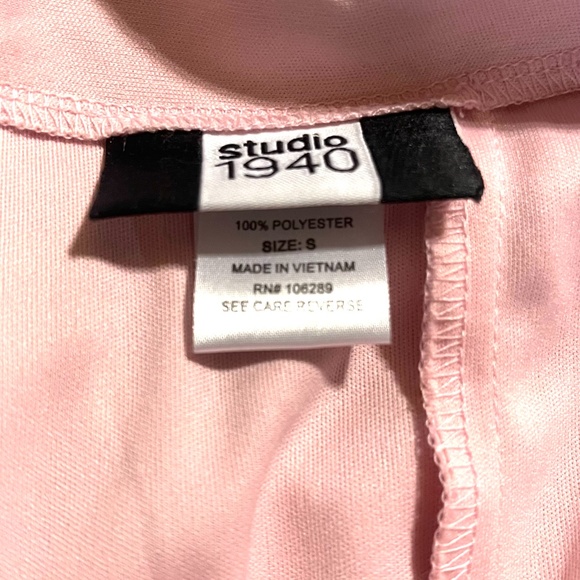 studio
1940
100% POLYESTER
SIZE: S
MADE IN VIETNAM
RN# 106289
SEE CARE REVERSE